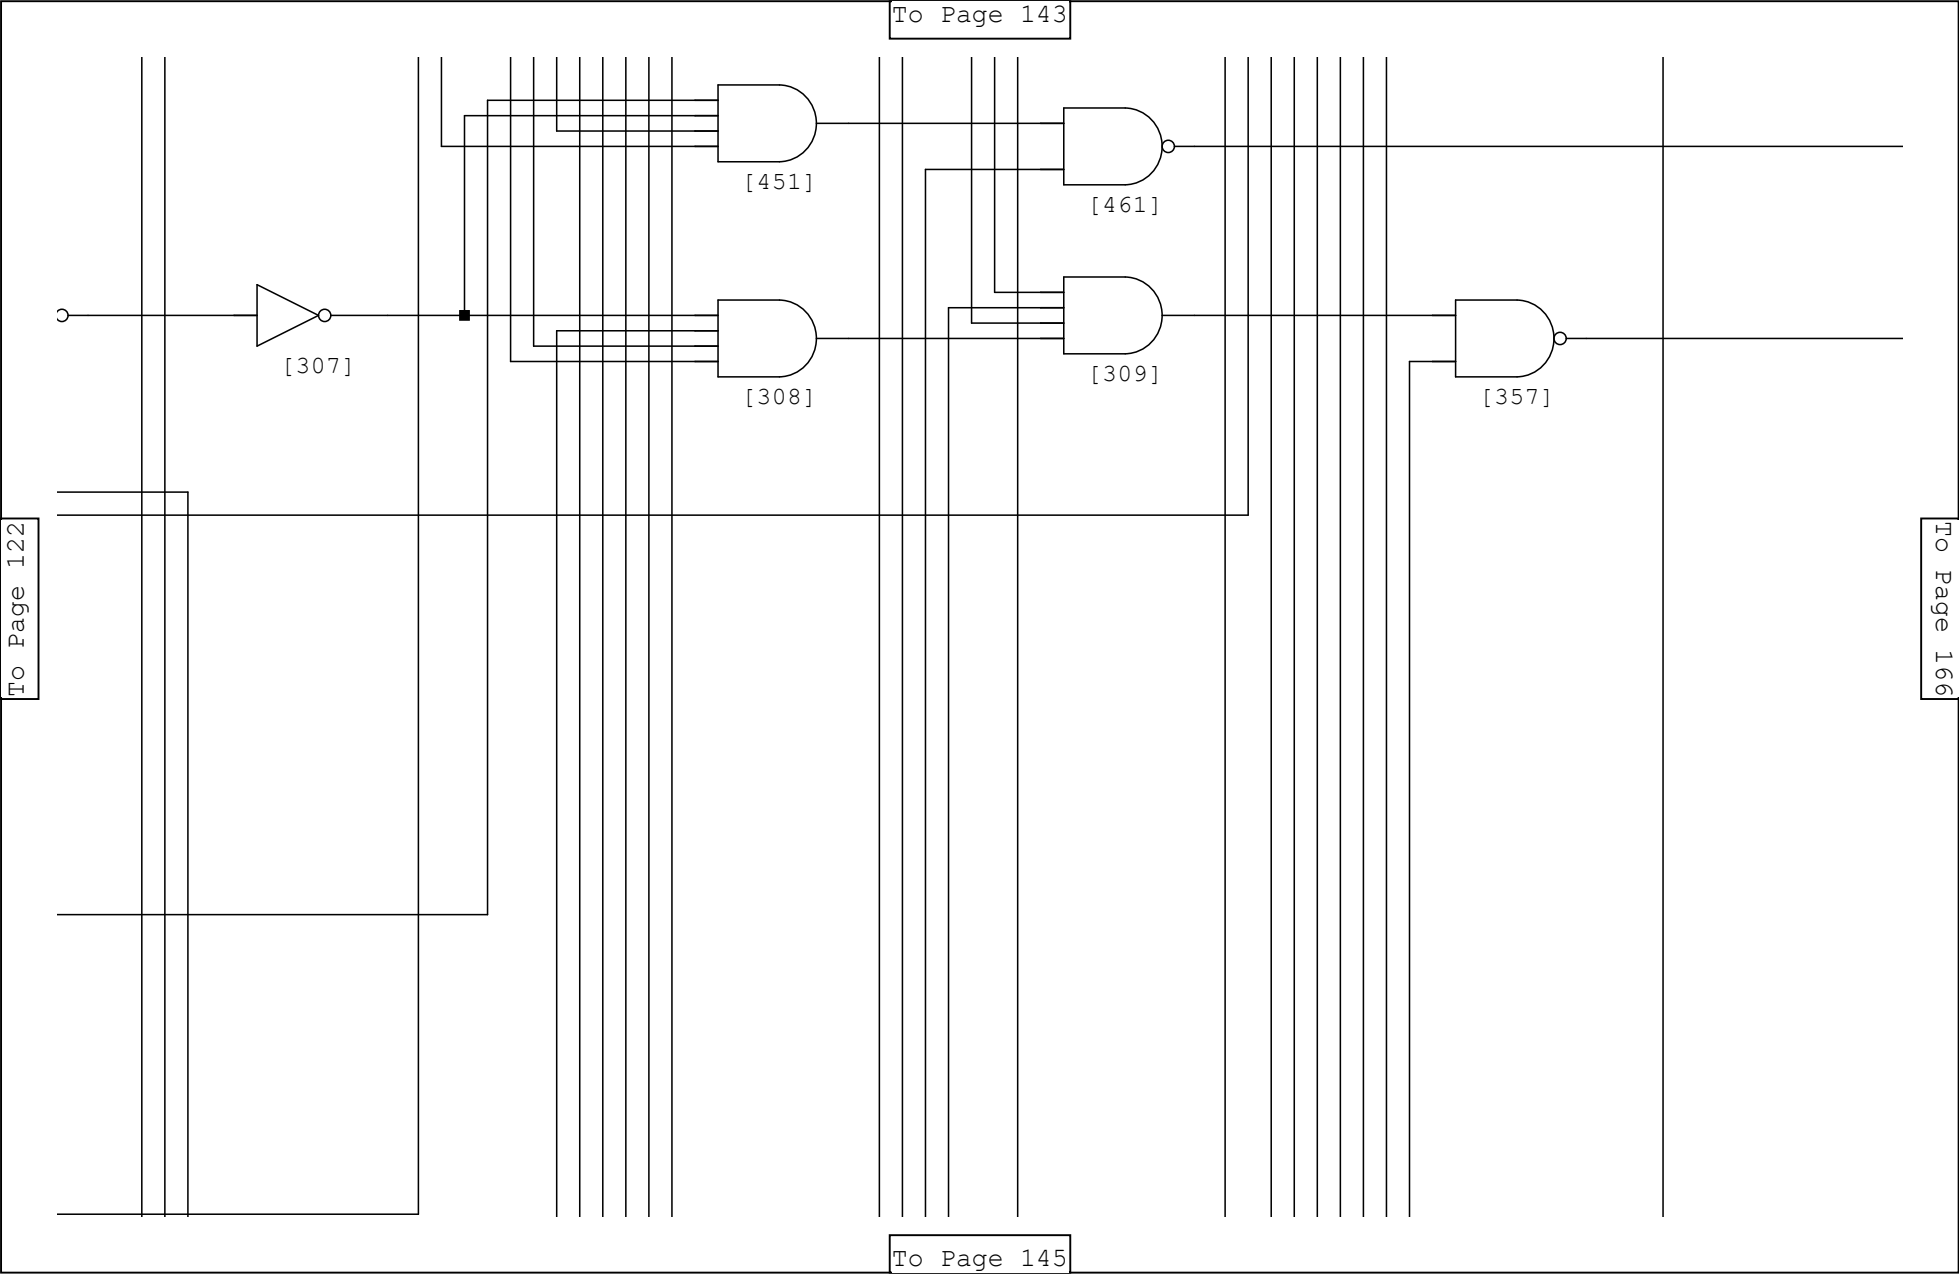 To Page 143
[451]
[461]
[307]
[309]
[308]
[357]
To Page 122
To Page 166
To Page 145